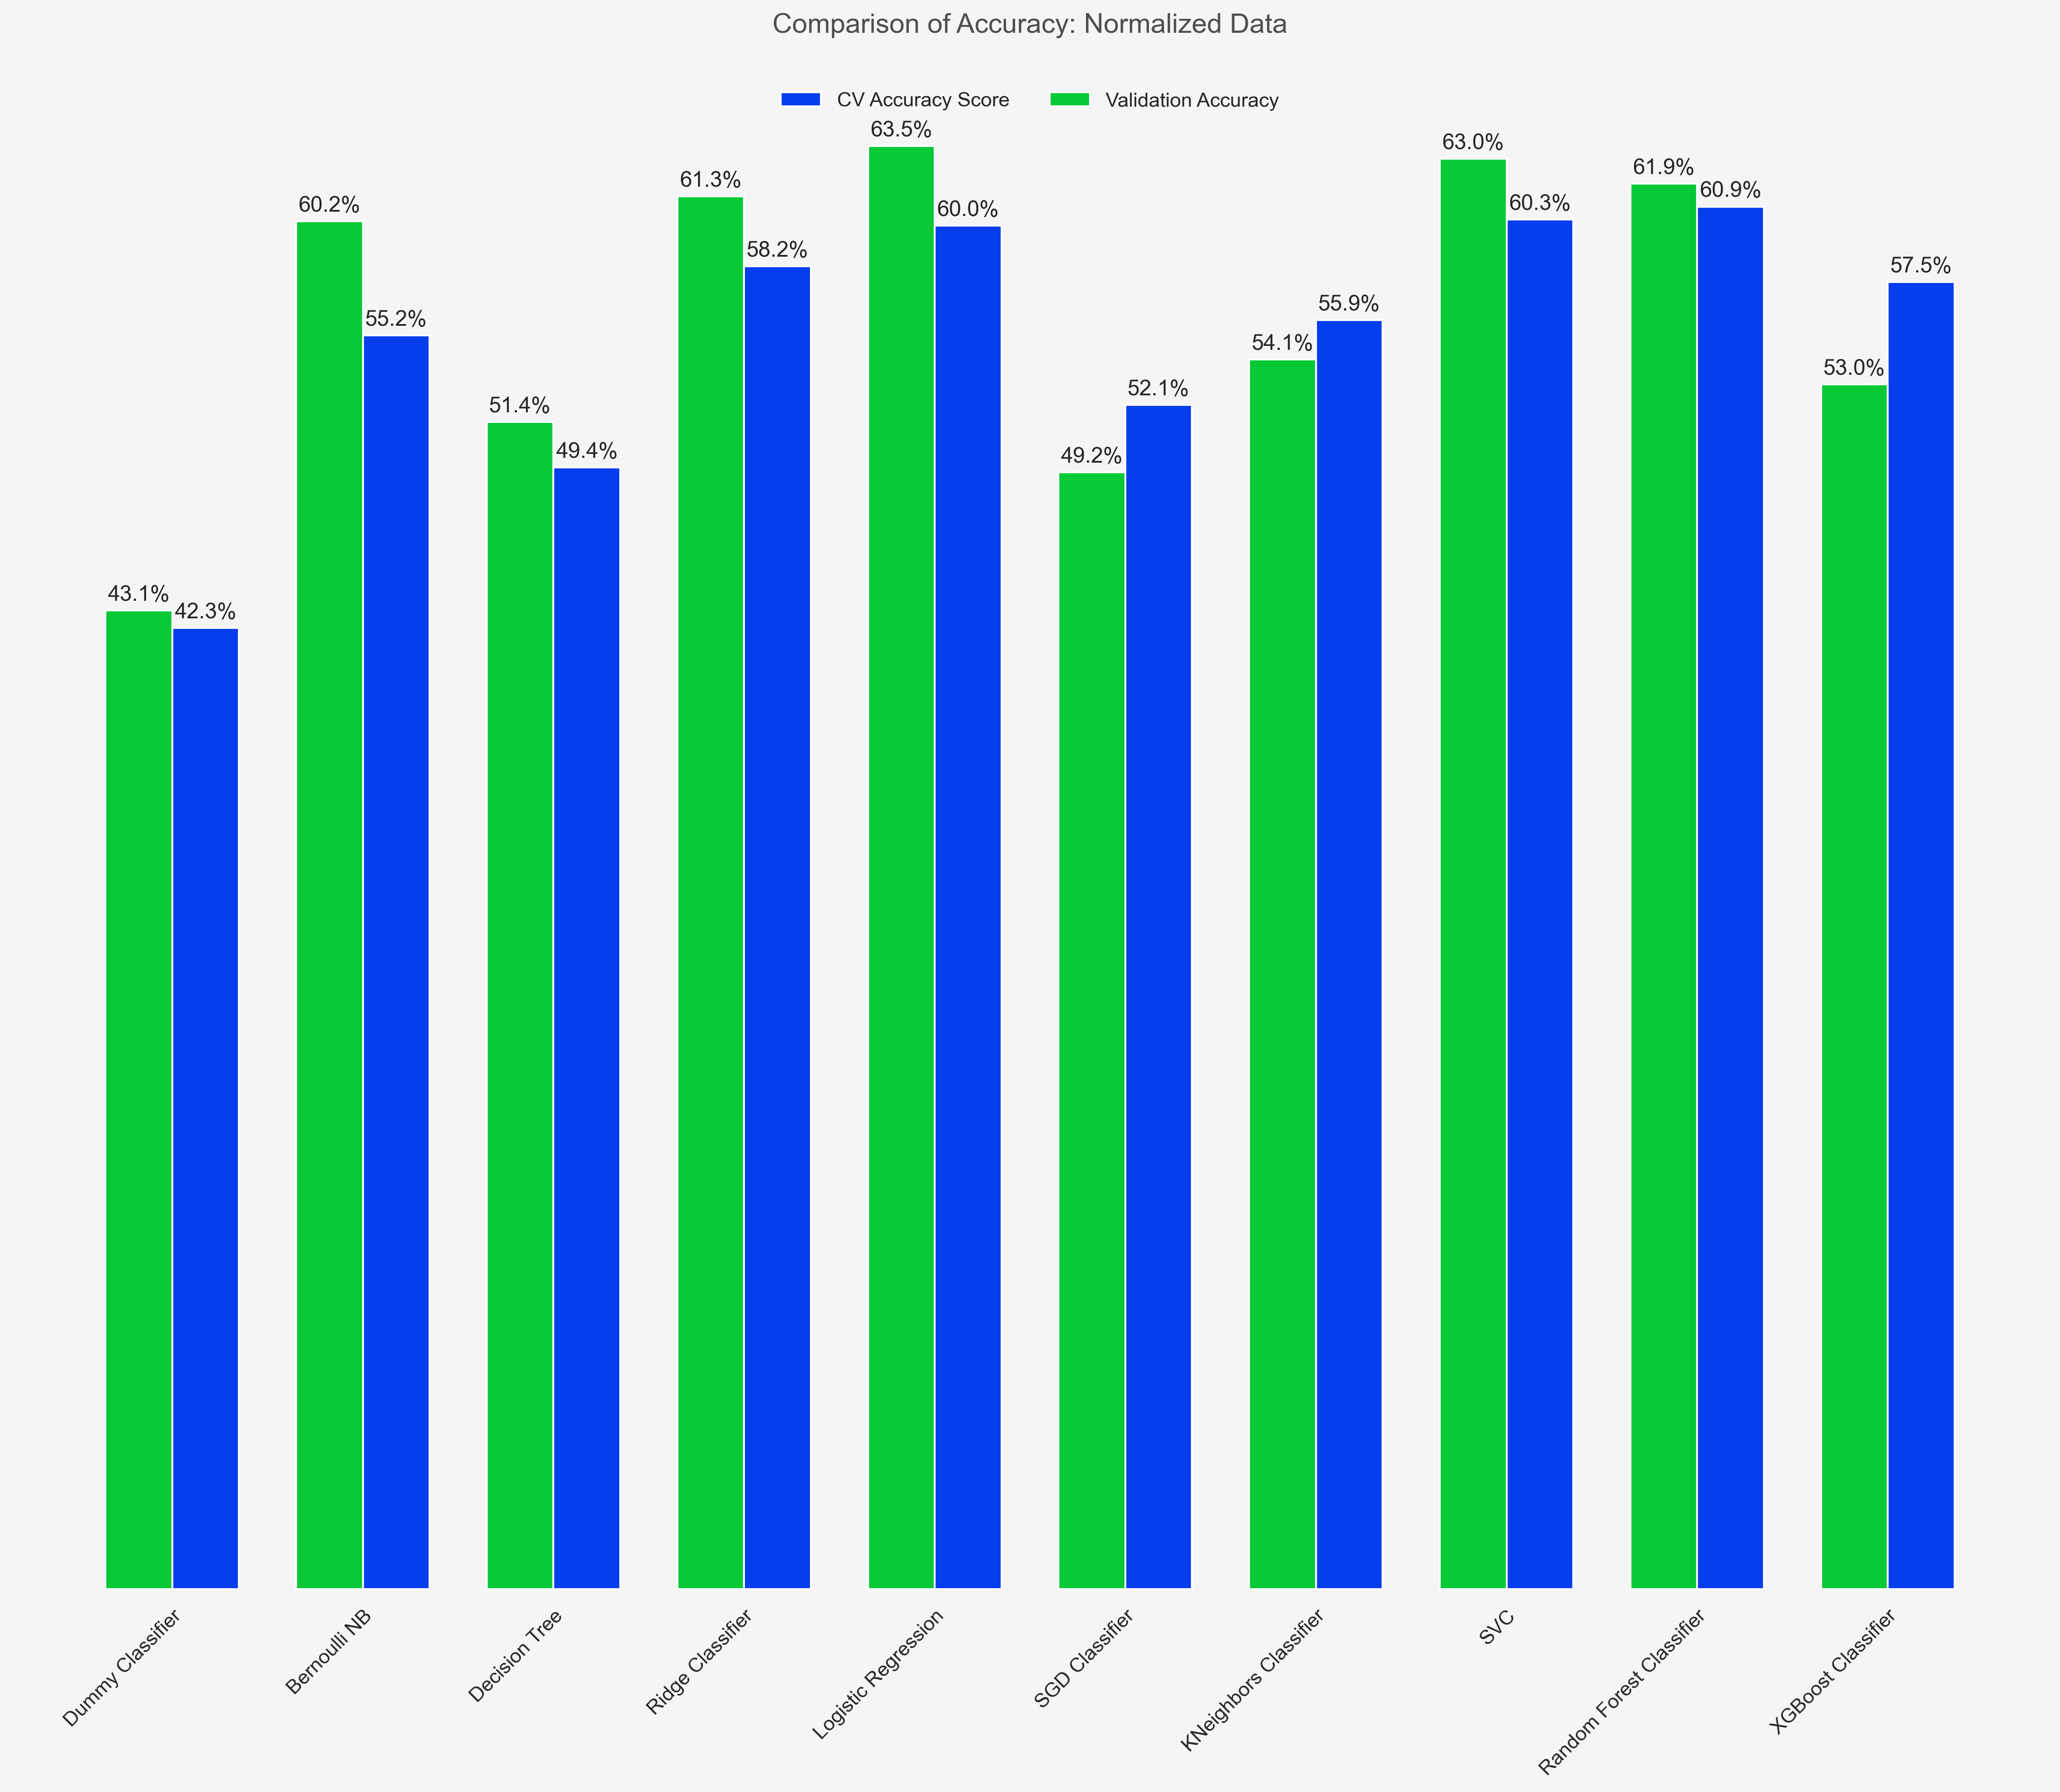 Comparison of Accuracy: Normalized Data
CV Accuracy Score
Validation Accuracy
43.1%
42.3%
60.2%
55.2%
51.4%
49.4%
61.3%
58.2%
63.5%
60.0%
49.2%
52.1%
54.1%
55.9%
63.0%
60.3%
61.9%
60.9%
53.0%
57.5%
Dummy Classifier
Bernoulli NB
Decision Tree
Ridge Classifier
Logistic Regression
SGD Classifier
KNeighbors Classifier
SVC
Random Forest Classifier
XGBoost Classifier